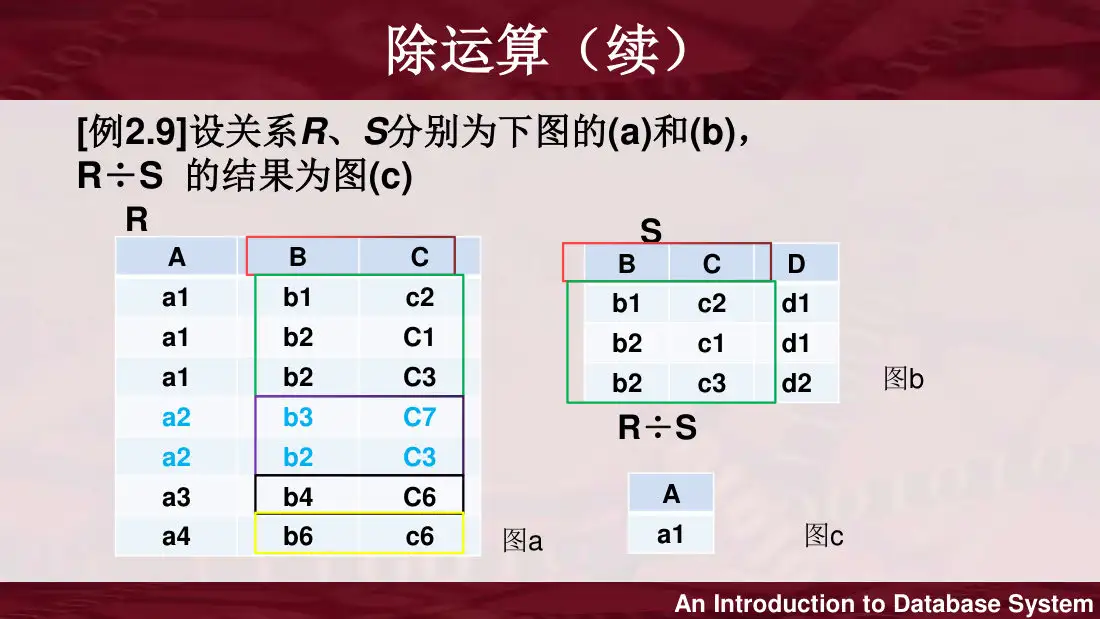 除运算（续）
[例2.9]设关系R、S分别为下图的(a)和(b)，
R÷S 的结果为图(c)
R
A B C
a1 b1 c2
a1 b2 C1
a1 b2 C3
a2 b3 C7
a2 b2 C3
a3 b4 C6
a4 b6 c6
图a
S
B C D
b1 c2 d1
b2 c1 d1
b2 c3 d2
图b
R÷S
A
a1
图c
An Introduction to Database System